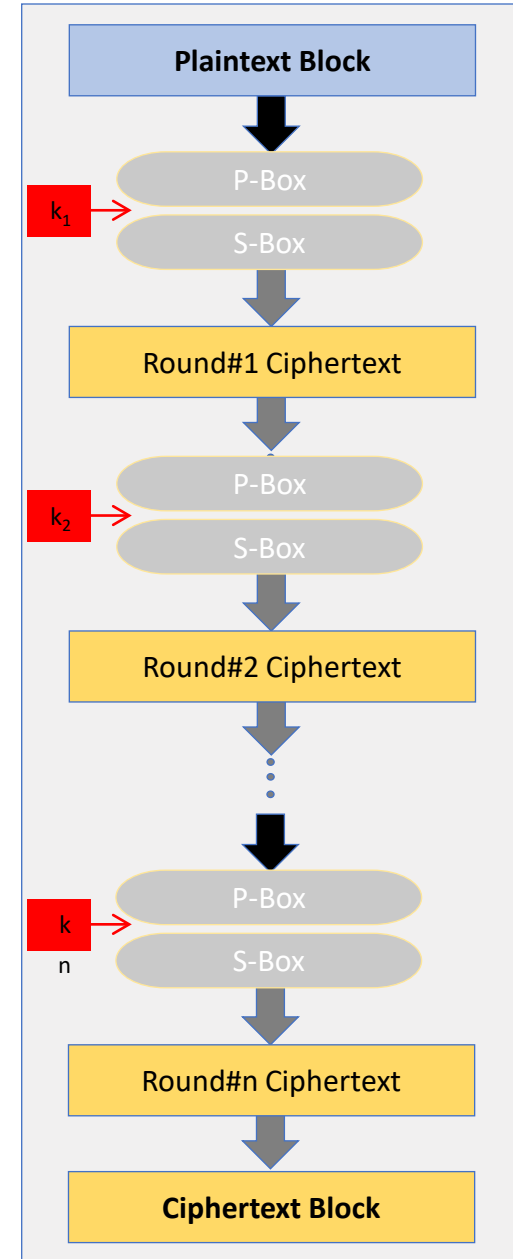 Plaintext Block
P-Box
k₁
S-Box
Round#1 Ciphertext
P-Box
k₂
S-Box
Round#2 Ciphertext
P-Box
k
n
S-Box
Round#n Ciphertext
Ciphertext Block